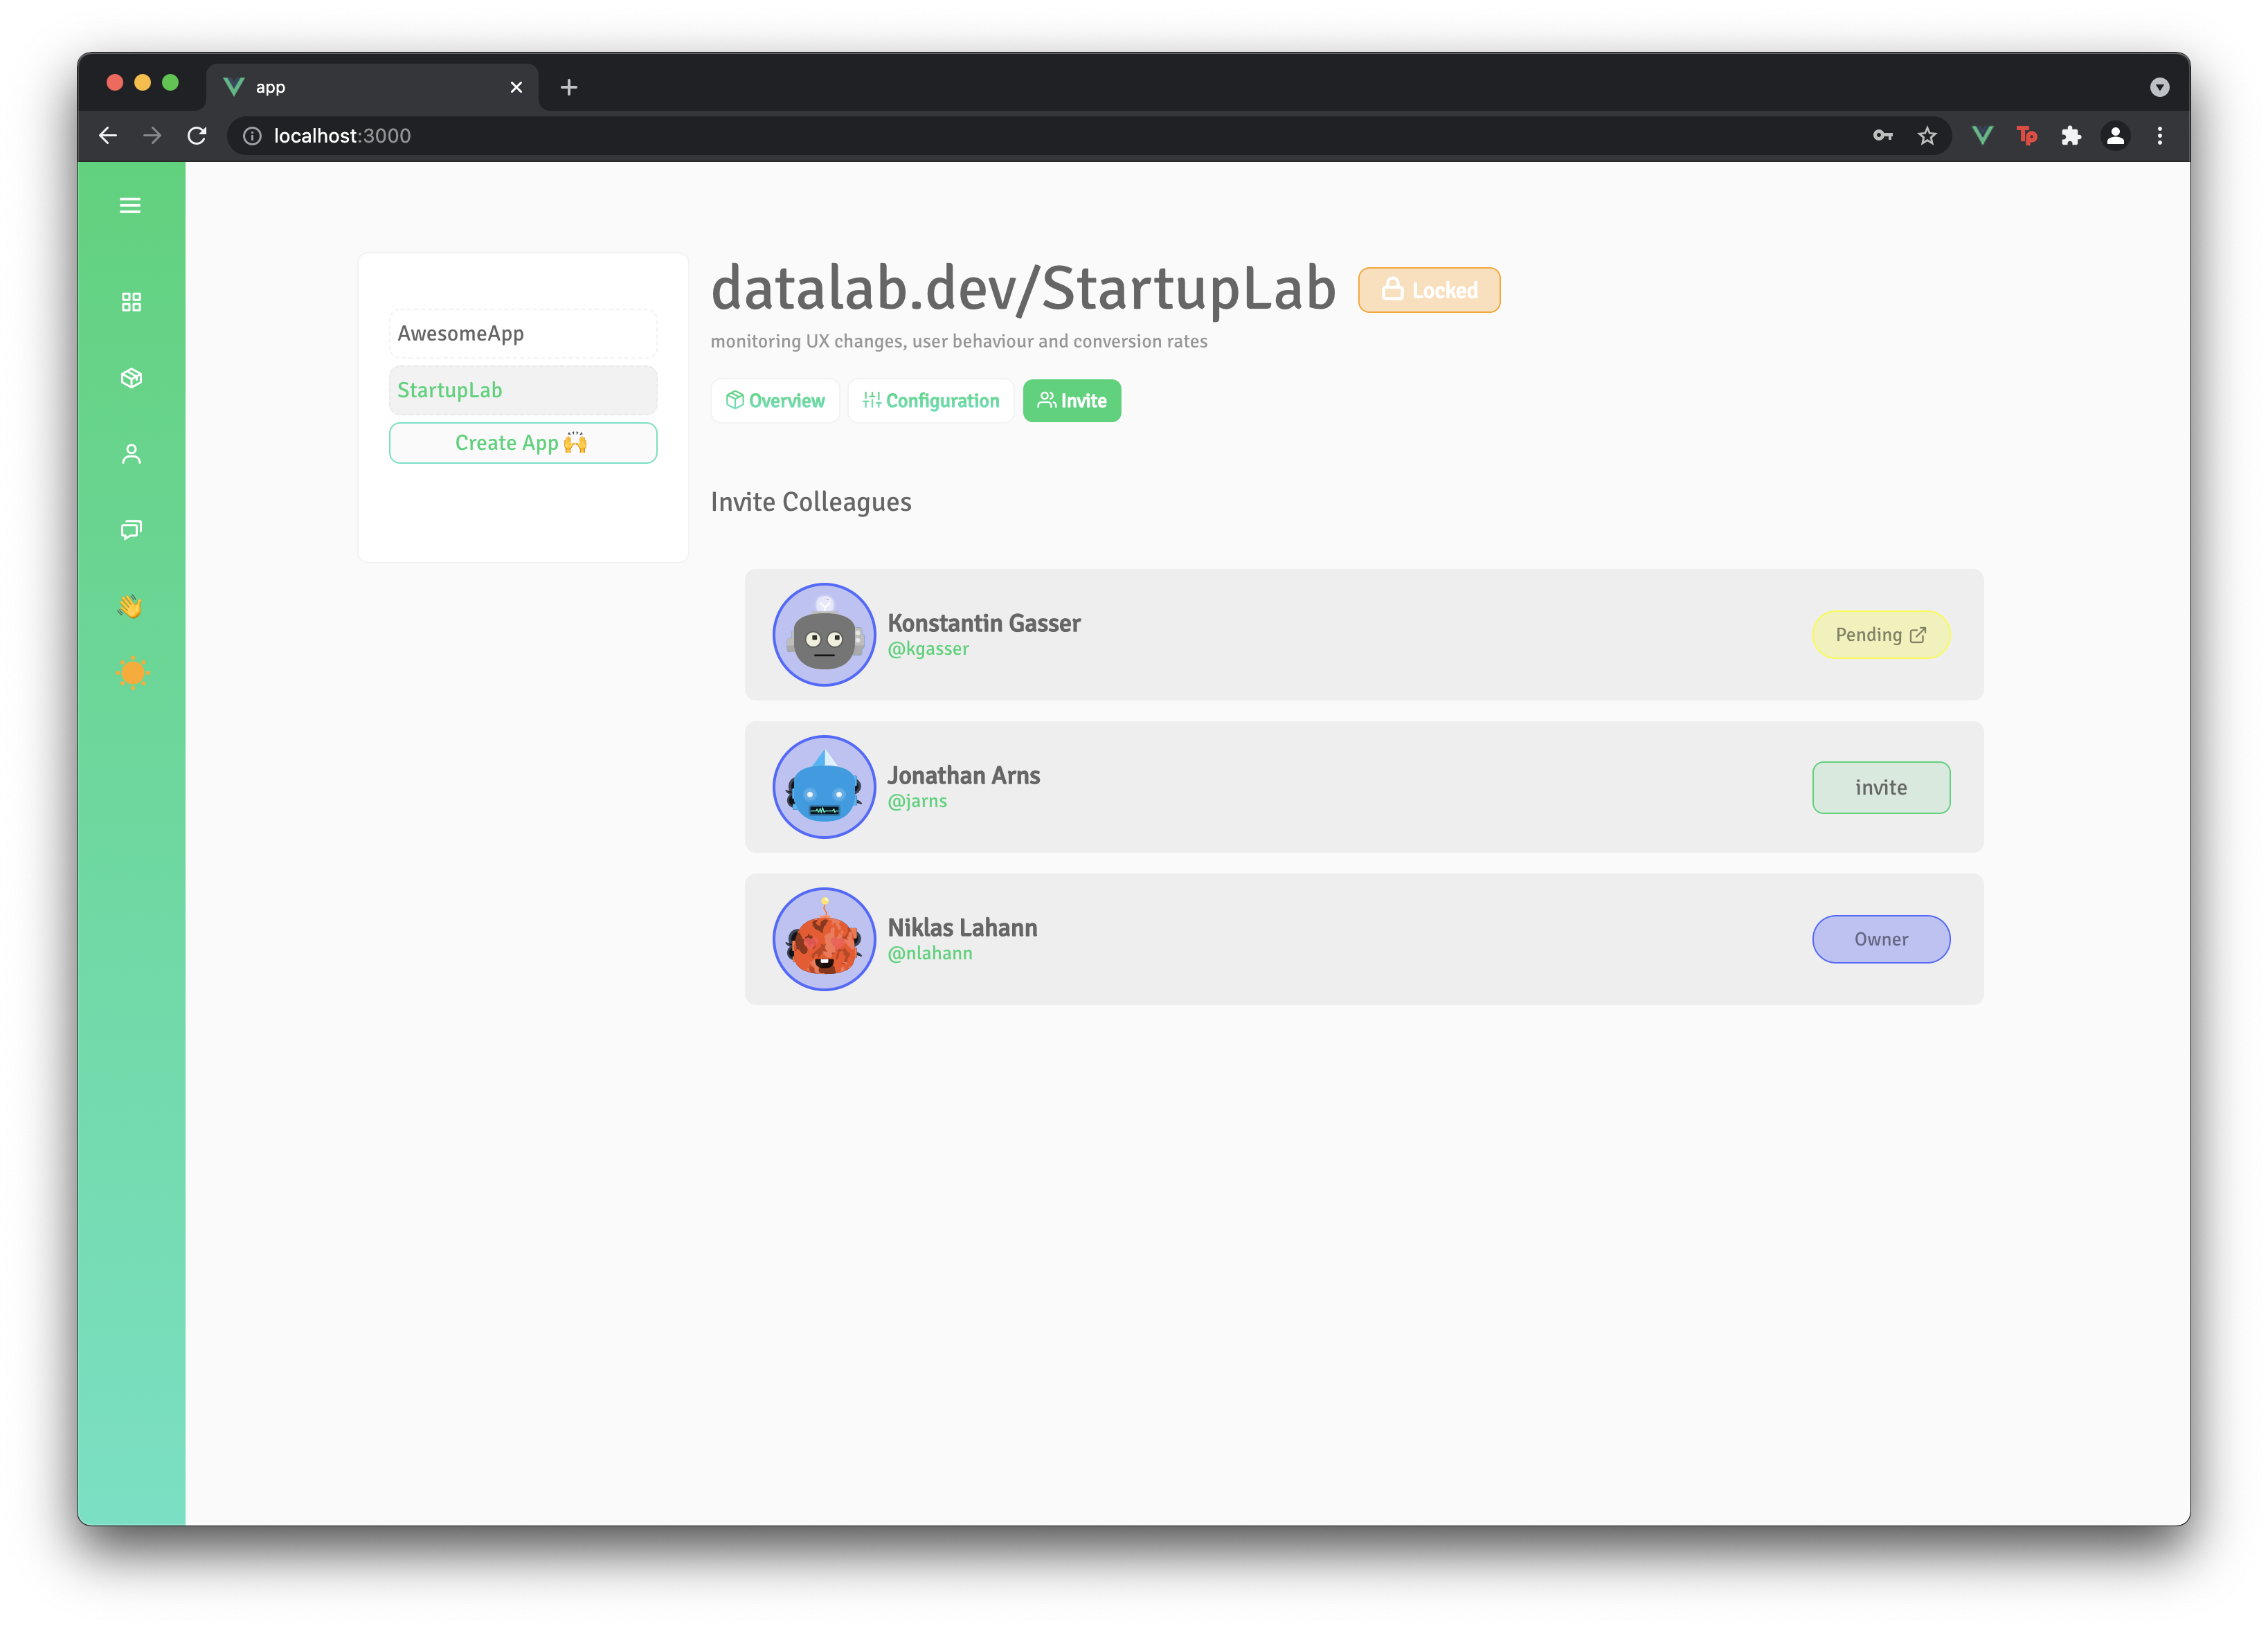 app
localhost:3000
Tp
AwesomeApp
StartupLab
Create App 🙌
datalab.dev/StartupLab
Locked
monitoring UX changes, user behaviour and conversion rates
Overview
Configuration
Invite
Invite Colleagues
Konstantin Gasser
@kgasser
Pending
Jonathan Arns
@jarns
invite
Niklas Lahann
@nlahann
Owner